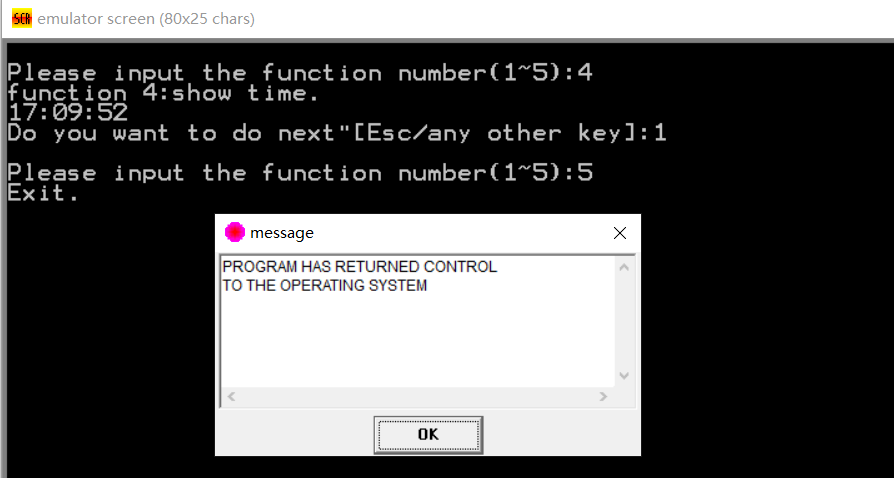 SCR emulator screen (80x25 chars)
Please input the function number(1~5):4
function 4:show time.
17:09:52
Do you want to do next"[Esc/any other key]:1
Please input the function number(1~5):5
Exit.
message
PROGRAM HAS RETURNED CONTROL
TO THE OPERATING SYSTEM
OK